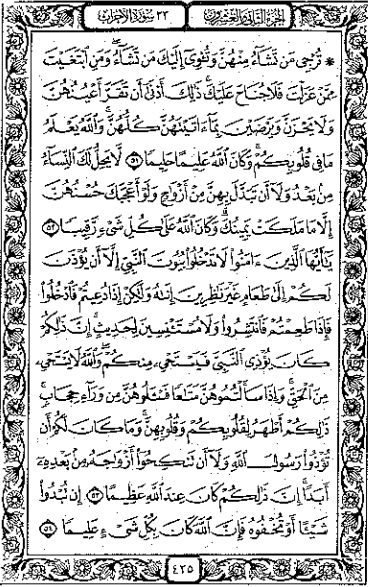 الجزء الثاني والعشرون ٣٣ سورة الأحزاب
* تُرْجِى مَن تَشَآءُ مِنْهُنَّ وَتُـْٔوِىٓ إِلَيْكَ مَن تَشَآءُ ۖ وَمَنِ ٱبْتَغَيْتَ
مِمَّنْ عَزَلْتَ فَلَا جُنَاحَ عَلَيْكَ ۚ ذَٰلِكَ أَدْنَىٰٓ أَن تَقَرَّ أَعْيُنُهُنَّ
وَلَا يَحْزَنَّ وَيَرْضَيْنَ بِمَآ ءَاتَيْتَهُنَّ كُلُّهُنَّ ۚ وَٱللَّهُ يَعْلَمُ
مَا فِى قُلُوبِكُمْ ۚ وَكَانَ ٱللَّهُ عَلِيمًا حَلِيمًا ٥١ لَّا يَحِلُّ لَكَ ٱلنِّسَآءُ
مِنۢ بَعْدُ وَلَآ أَن تَبَدَّلَ بِهِنَّ مِنْ أَزْوَٰجٍ وَلَوْ أَعْجَبَكَ حُسْنُهُنَّ
إِلَّا مَا مَلَكَتْ يَمِينُكَ ۗ وَكَانَ ٱللَّهُ عَلَىٰ كُلِّ شَىْءٍ رَّقِيبًا ٥٢
يَـٰٓأَيُّهَا ٱلَّذِينَ ءَامَنُوا۟ لَا تَدْخُلُوا۟ بُيُوتَ ٱلنَّبِىِّ إِلَّآ أَن يُؤْذَنَ
لَكُمْ إِلَىٰ طَعَامٍ غَيْرَ نَـٰظِرِينَ إِنَىٰهُ وَلَـٰكِنْ إِذَا دُعِيتُمْ فَٱدْخُلُوا۟
فَإِذَا طَعِمْتُمْ فَٱنتَشِرُوا۟ وَلَا مُسْتَـْٔنِسِينَ لِحَدِيثٍ ۚ إِنَّ ذَٰلِكُمْ
كَانَ يُؤْذِى ٱلنَّبِىَّ فَيَسْتَحْىِۦ مِنكُمْ ۖ وَٱللَّهُ لَا يَسْتَحْىِۦ
مِنَ ٱلْحَقِّ ۚ وَإِذَا سَأَلْتُمُوهُنَّ مَتَـٰعًا فَسْـَٔلُوهُنَّ مِن وَرَآءِ حِجَابٍ ۚ
ذَٰلِكُمْ أَطْهَرُ لِقُلُوبِكُمْ وَقُلُوبِهِنَّ ۚ وَمَا كَانَ لَكُمْ أَن
تُؤْذُوا۟ رَسُولَ ٱللَّهِ وَلَآ أَن تَنكِحُوٓا۟ أَزْوَٰجَهُۥ مِنۢ بَعْدِهِۦٓ
أَبَدًا ۚ إِنَّ ذَٰلِكُمْ كَانَ عِندَ ٱللَّهِ عَظِيمًا ٥٣ إِن تُبْدُوا۟
شَيْـًٔا أَوْ تُخْفُوهُ فَإِنَّ ٱللَّهَ كَانَ بِكُلِّ شَىْءٍ عَلِيمًا ٥٤
٤٢٥